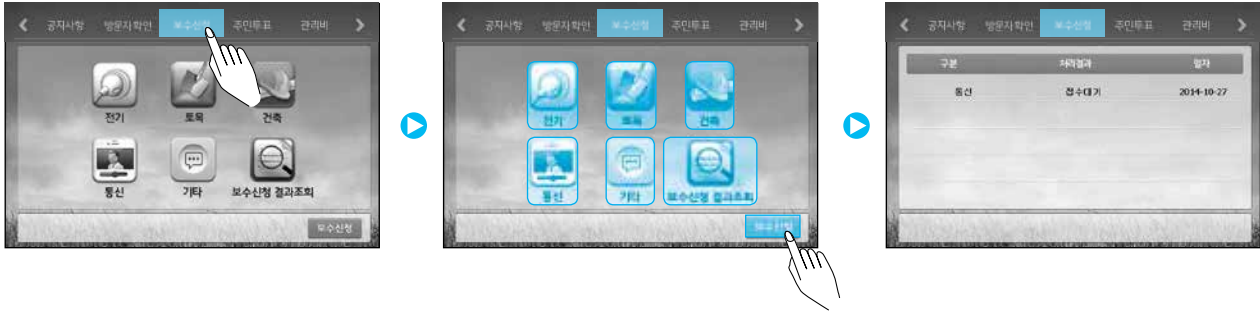 공지사항 방문자확인 보수신청 주민투표 관리비
전기 토목 건축
통신 기타 보수신청 결과조회
보수신청
공지사항 방문자확인 보수신청 주민투표 관리비
전기 토목 건축
통신 기타 보수신청 결과조회
보수신청
공지사항 방문자확인 보수신청 주민투표 관리비
구분 처리결과 일자
통신 접수대기 2014-10-27